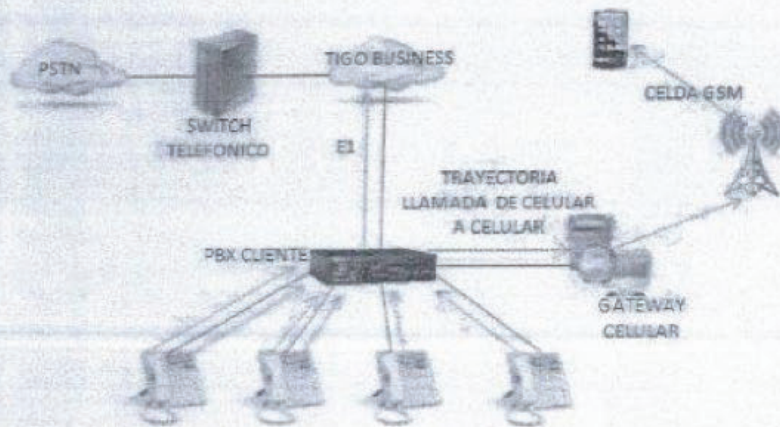 PSTN
TIGO BUSINESS
CELDA GSM
SWITCH
TELEFONICO
E1
TRAYECTORIA
LLAMADA DE CELULAR
A CELULAR
PBX CLIENTE
GATEWAY
CELULAR